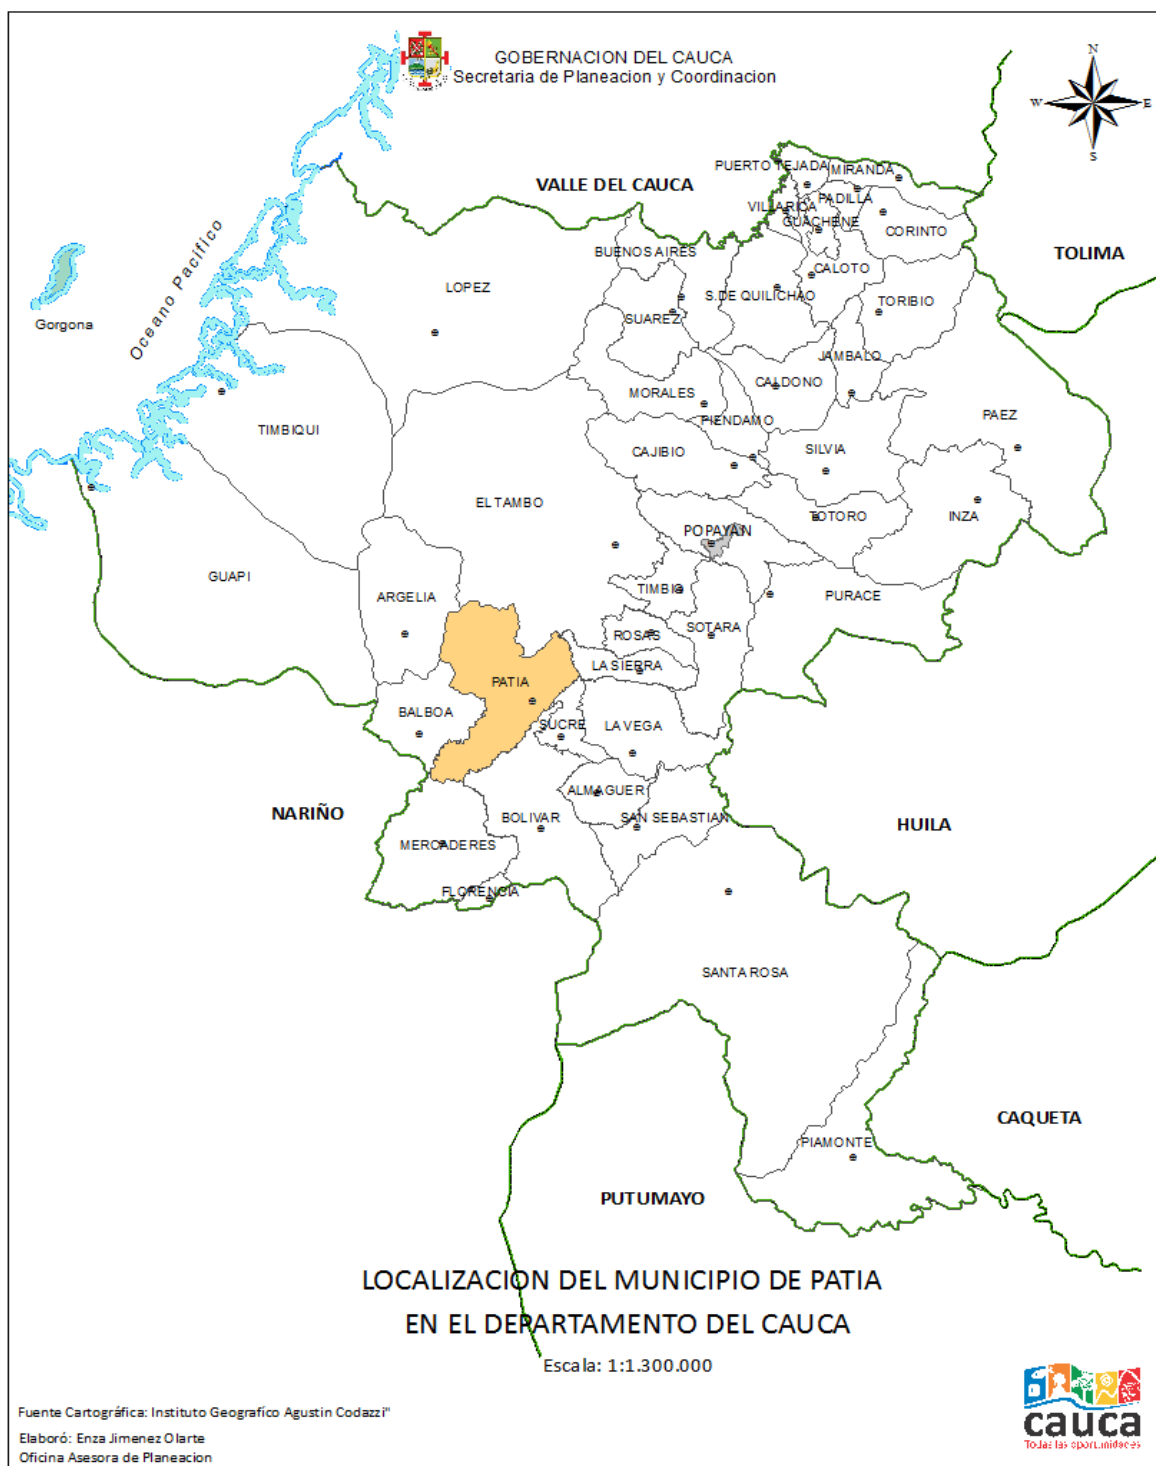 GOBERNACION DEL CAUCA
Secretaria de Planeacion y Coordinacion
N
W
E
S
VALLE DEL CAUCA
TOLIMA
Oceano Pacífico
Gorgona
PUERTO TEJADA
MIRANDA
PADILLA
VILLARICA
GUACHENE
CORINTO
BUENOS AIRES
CALOTO
LOPEZ
S.DE QUILICHAO
TORIBIO
SUAREZ
JAMBALO
CALDONO
MORALES
PIENDAMO
PAEZ
TIMBIQUI
CAJIBIO
SILVIA
EL TAMBO
TOTORO
INZA
POPAYAN
GUAPI
TIMBIO
PURACE
ARGELIA
ROSAS
SOTARA
LA SIERRA
PATIA
BALBOA
SUCRE
LA VEGA
ALMAGUER
NARIÑO
BOLIVAR
SAN SEBASTIAN
HUILA
MERCADERES
FLORENCIA
SANTA ROSA
CAQUETA
PIAMONTE
PUTUMAYO
LOCALIZACION DEL MUNICIPIO DE PATIA
EN EL DEPARTAMENTO DEL CAUCA
Escala: 1:1.300.000
Fuente Cartográfica: Instituto Geografico Agustin Codazzi"
Elaboró: Enza Jimenez Olarte
Oficina Asesora de Planeacion
cauca
Todas las oportunidades